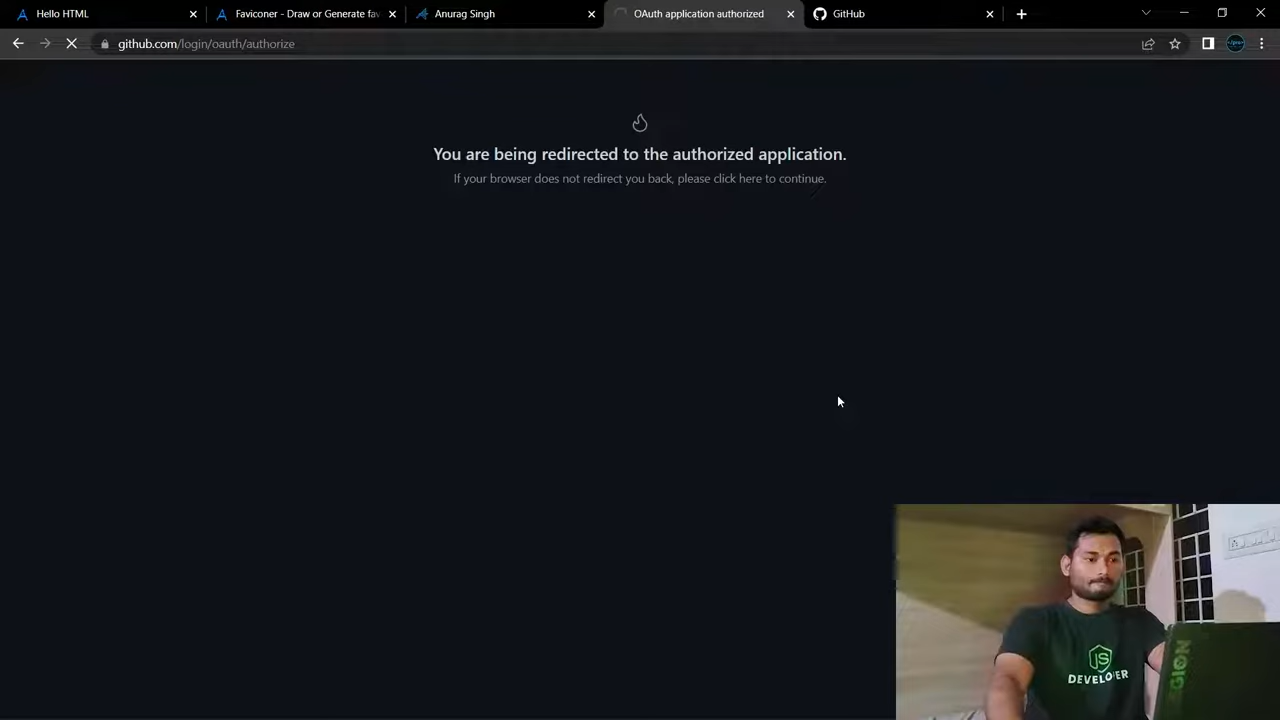 Hello HTML
Faviconer - Draw or Generate fav
Anurag Singh
OAuth application authorized
GitHub
github.com/login/oauth/authorize
You are being redirected to the authorized application.
If your browser does not redirect you back, please click here to continue.
JS
DEVELOPER
GION